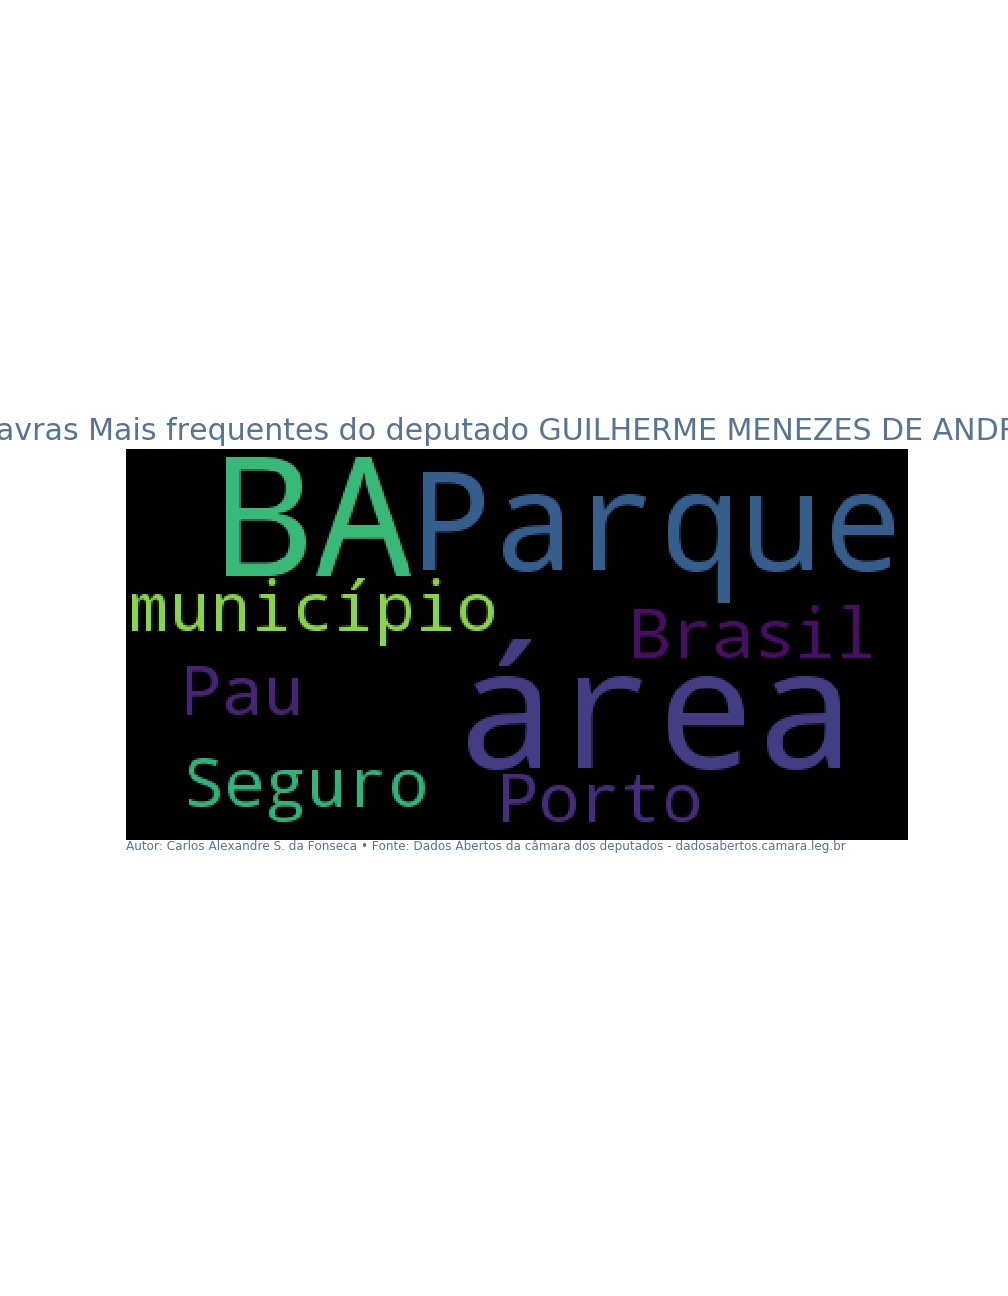 avras Mais frequentes do deputado GUILHERME MENEZES DE ANDR
BA Parque
município
Brasil
Pau
área
Seguro
Porto
Autor: Carlos Alexandre S. da Fonseca • Fonte: Dados Abertos da câmara dos deputados - dadosabertos.camara.leg.br